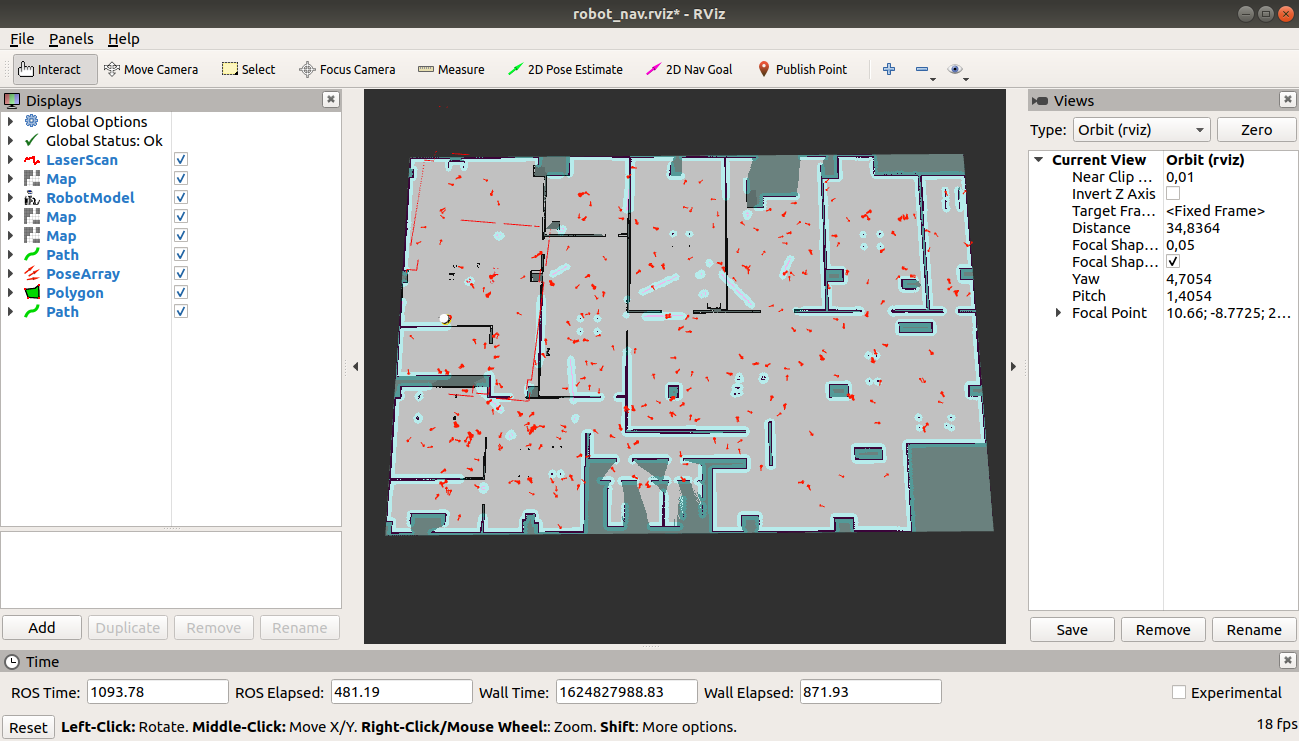 robot_nav.rviz* - RViz
File Panels Help
Interact Move Camera Select Focus Camera Measure 2D Pose Estimate 2D Nav Goal Publish Point
Displays
Global Options
Global Status: Ok
LaserScan
Map
RobotModel
Map
Map
Path
PoseArray
Polygon
Path
Add Duplicate Remove Rename
Views
Type: Orbit (rviz) Zero
Current View Orbit (rviz)
Near Clip ... 0,01
Invert Z Axis
Target Fra... <Fixed Frame>
Distance 34,8364
Focal Shap... 0,05
Focal Shap...
Yaw 4,7054
Pitch 1,4054
Focal Point 10.66; -8.7725; 2...
Save Remove Rename
Time
ROS Time: 1093.78 ROS Elapsed: 481.19 Wall Time: 1624827988.83 Wall Elapsed: 871.93 Experimental
Reset Left-Click: Rotate. Middle-Click: Move X/Y. Right-Click/Mouse Wheel:: Zoom. Shift: More options. 18 fps